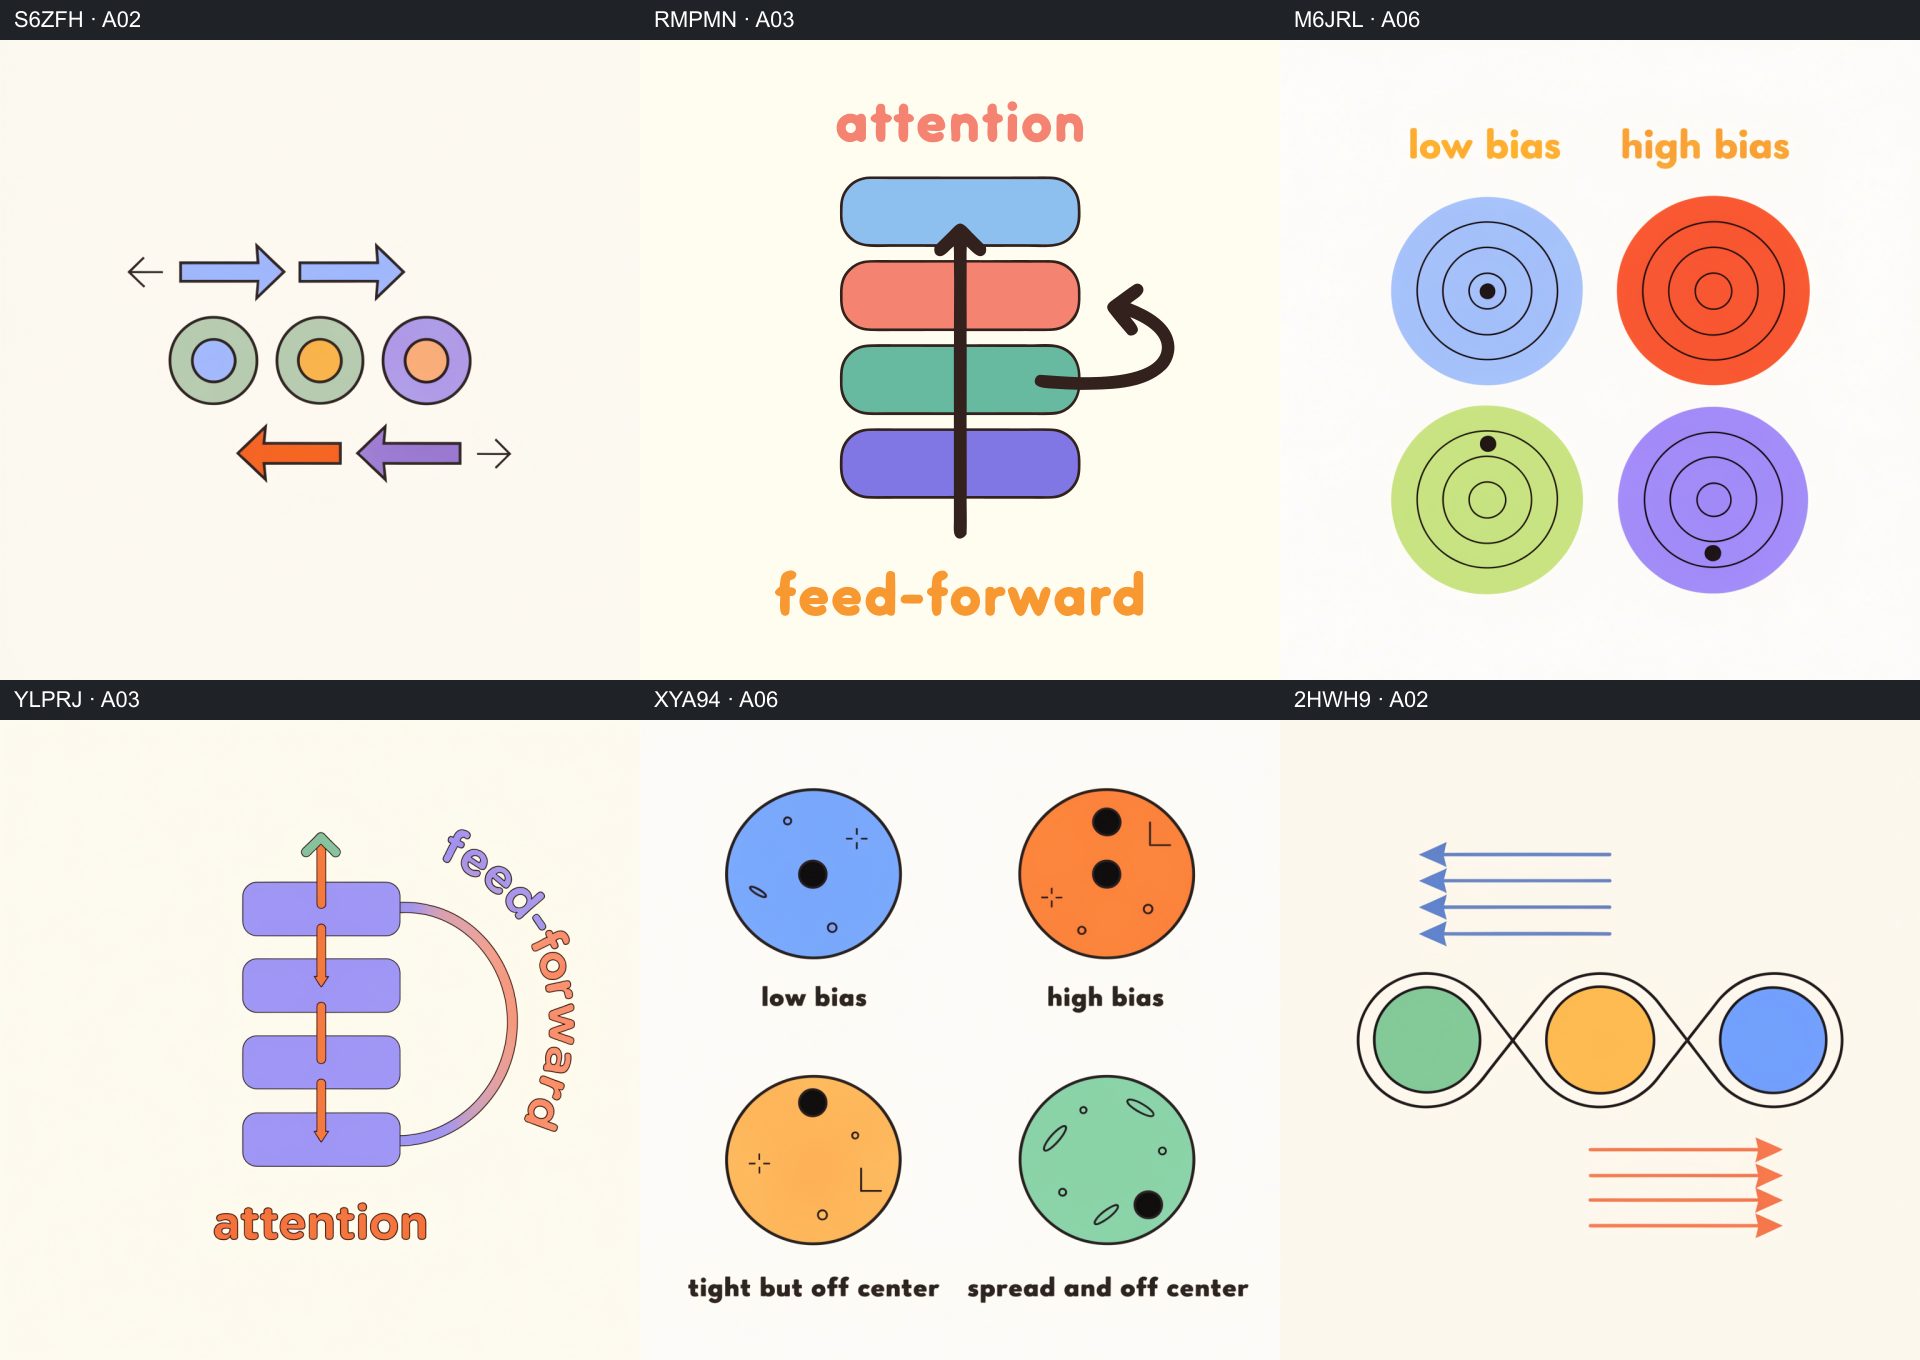 S6ZFH · A02
RMPMN · A03
M6JRL · A06
attention
feed-forward
low bias
high bias
YLPRJ · A03
XYA94 · A06
2HWH9 · A02
feed-forward
attention
low bias
high bias
tight but off center
spread and off center